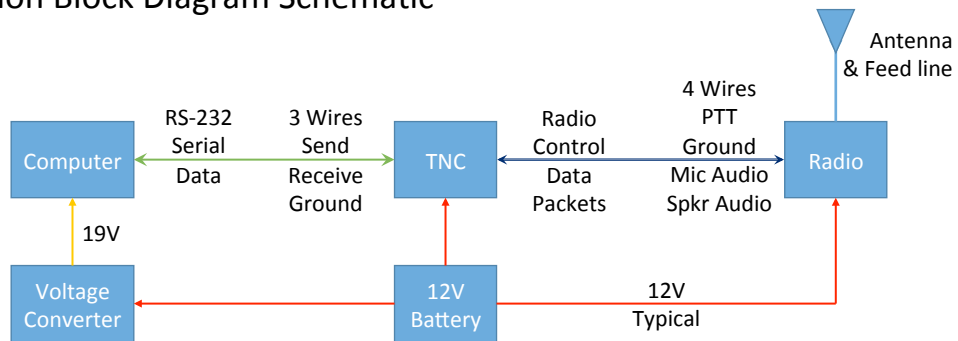 ion Block Diagram Schematic
Antenna
& Feed line
Computer
RS-232
Serial
Data
3 Wires
Send
Receive
Ground
TNC
Radio
Control
Data
Packets
4 Wires
PTT
Ground
Mic Audio
Spkr Audio
Radio
19V
Voltage
Converter
12V
Battery
12V
Typical